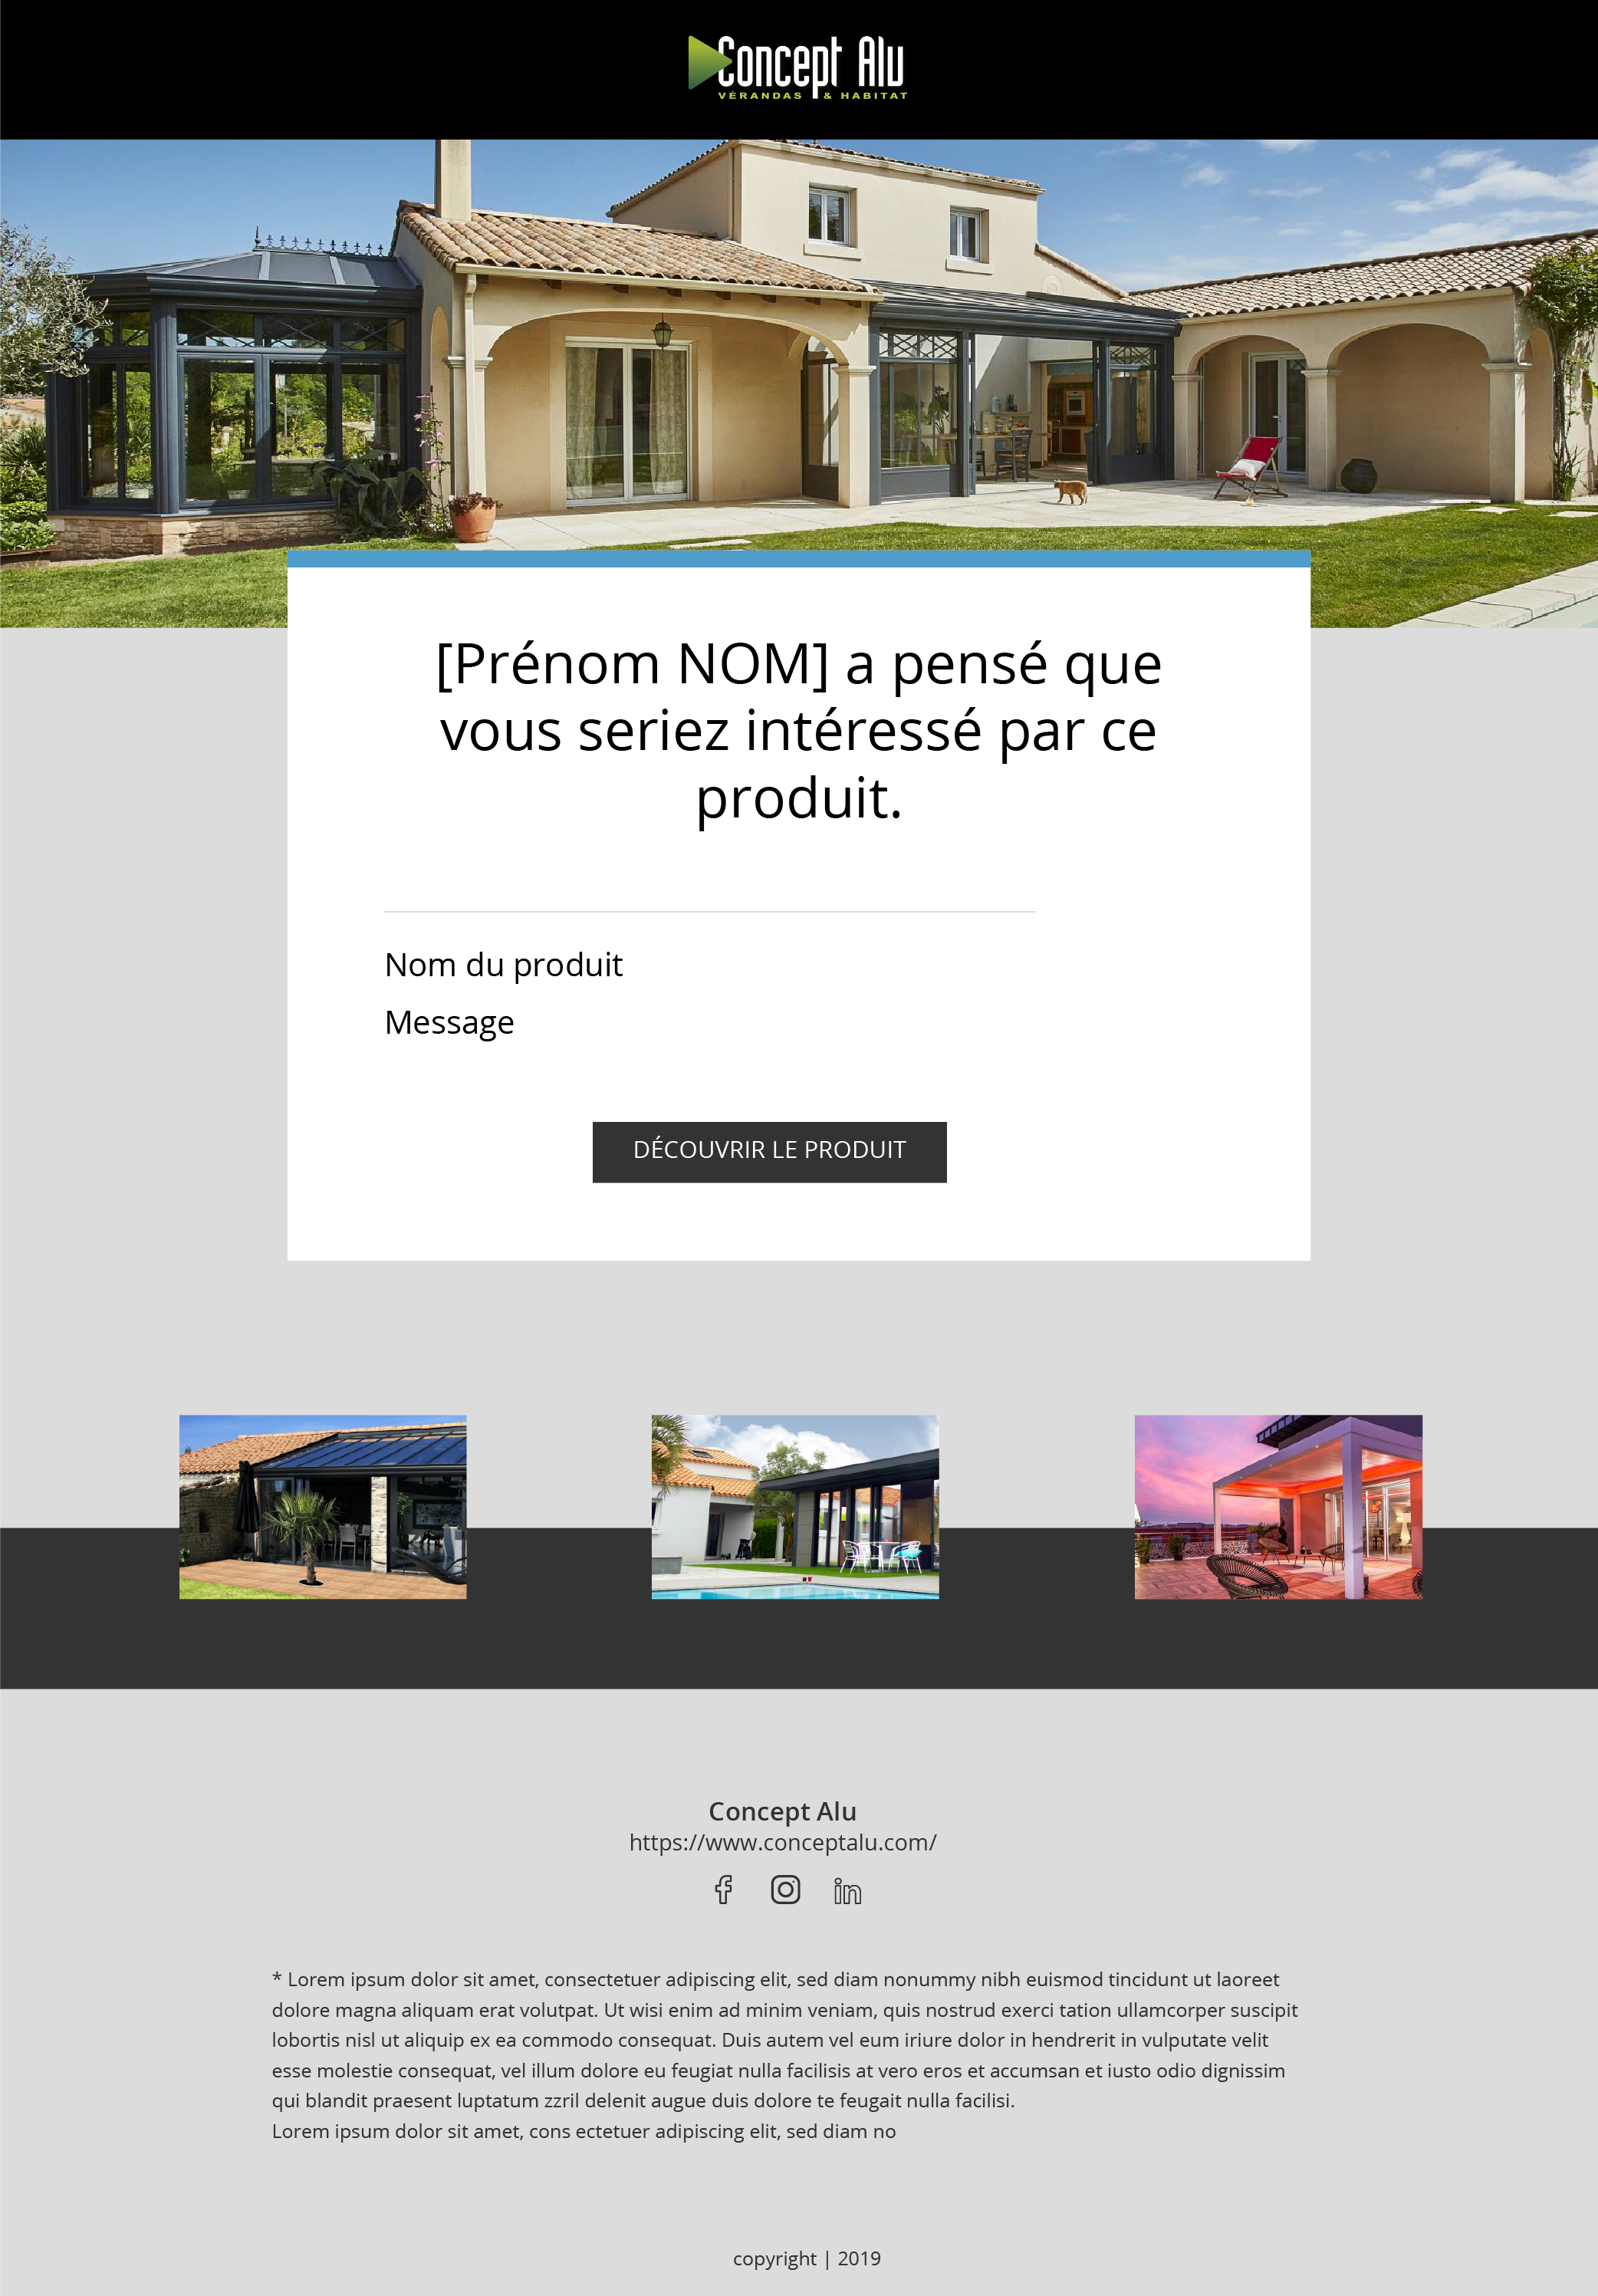 Concept Alu
VÉRANDAS & HABITAT
[Prénom NOM] a pensé que
vous seriez intéressé par ce
produit.
Nom du produit
Message
DÉCOUVRIR LE PRODUIT
Concept Alu
https://www.conceptalu.com/
* Lorem ipsum dolor sit amet, consectetuer adipiscing elit, sed diam nonummy nibh euismod tincidunt ut laoreet
dolore magna aliquam erat volutpat. Ut wisi enim ad minim veniam, quis nostrud exerci tation ullamcorper suscipit
lobortis nisl ut aliquip ex ea commodo consequat. Duis autem vel eum iriure dolor in hendrerit in vulputate velit
esse molestie consequat, vel illum dolore eu feugiat nulla facilisis at vero eros et accumsan et iusto odio dignissim
qui blandit praesent luptatum zzril delenit augue duis dolore te feugait nulla facilisi.
Lorem ipsum dolor sit amet, cons ectetuer adipiscing elit, sed diam no
copyright | 2019